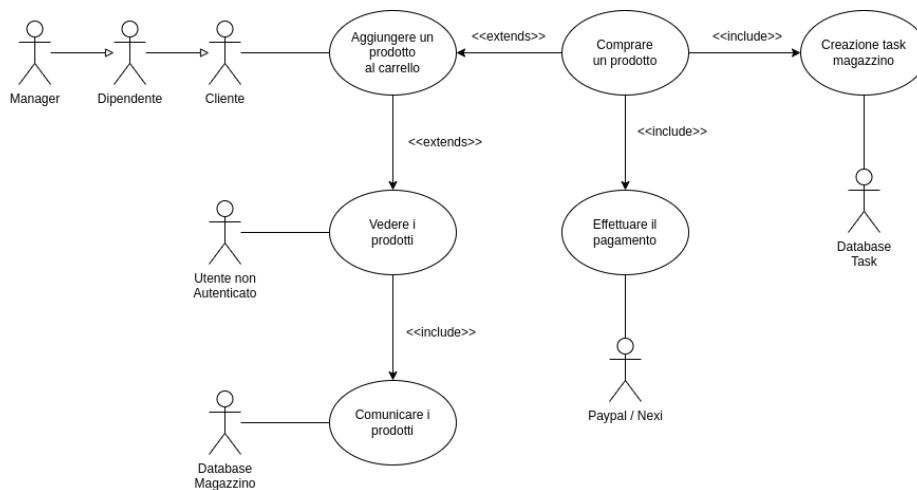 Aggiungere un
prodotto
al carrello
<<extends>>
Comprare
un prodotto
<<include>>
Creazione task
magazzino
Manager
Dipendente
Cliente
<<extends>>
<<include>>
Vedere i
prodotti
Effettuare il
pagamento
Utente non
Autenticato
Database
Task
<<include>>
Comunicare i
prodotti
Paypal / Nexi
Database
Magazzino